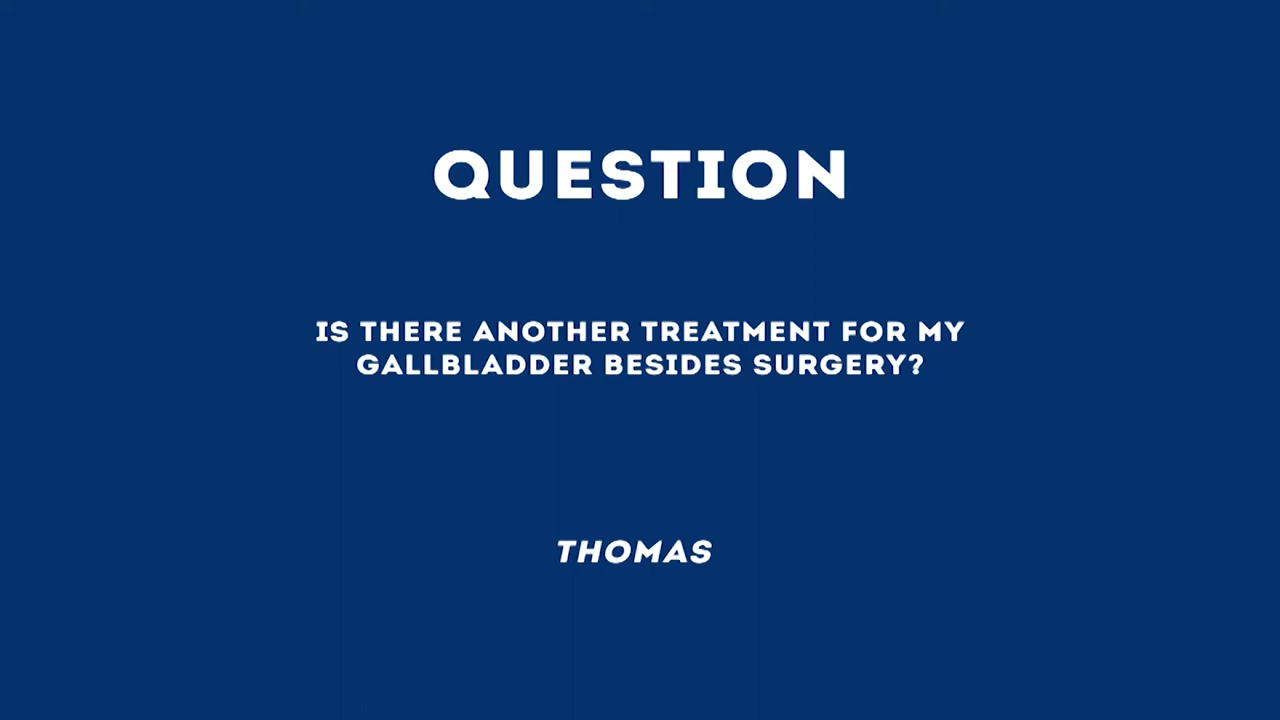 QUESTION
IS THERE ANOTHER TREATMENT FOR MY
GALLBLADDER BESIDES SURGERY?
THOMAS